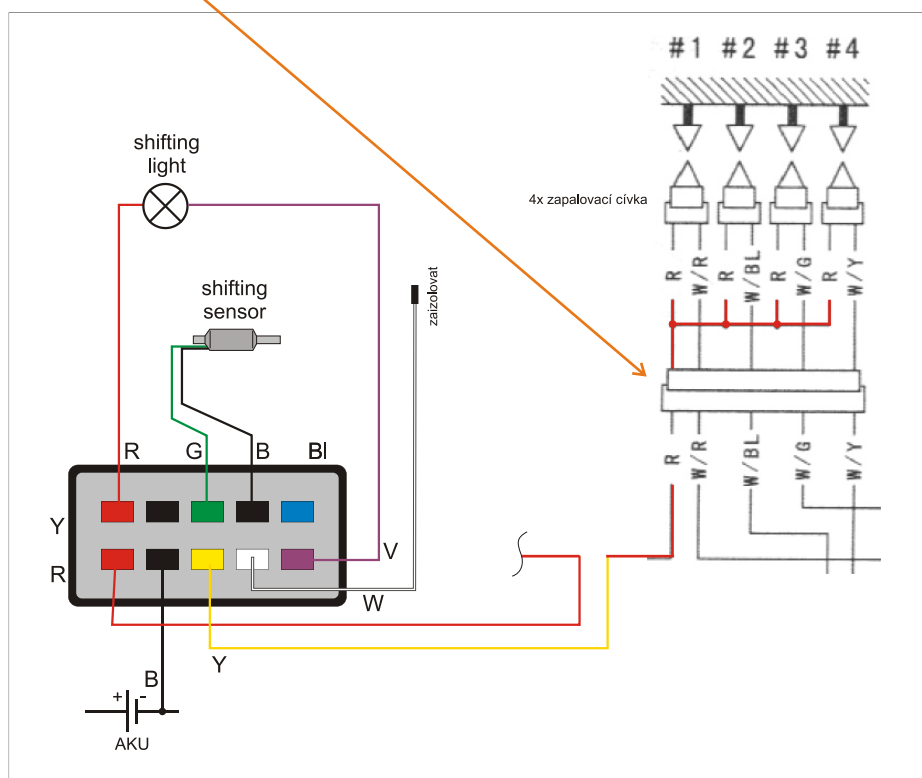 #1 #2 #3 #4
shifting
light
4x zapalovací cívka
zaizolovat
shifting
sensor
R W/R R W/BL R W/G R W/Y
R G B Bl
R W/R W/BL W/G W/Y
Y
R
V
W
Y
B
+ -
AKU